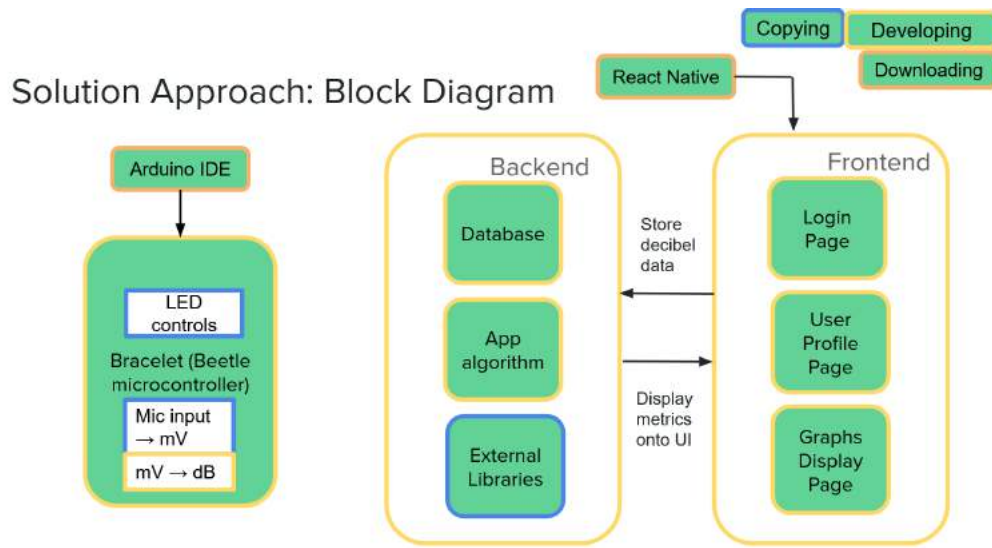 Copying
Developing
React Native
Downloading
Solution Approach: Block Diagram
Arduino IDE
LED
controls
Bracelet (Beetle
microcontroller)
Mic input
→ mV
mV → dB
Backend
Database
App
algorithm
External
Libraries
Store
decibel
data
Display
metrics
onto UI
Frontend
Login
Page
User
Profile
Page
Graphs
Display
Page